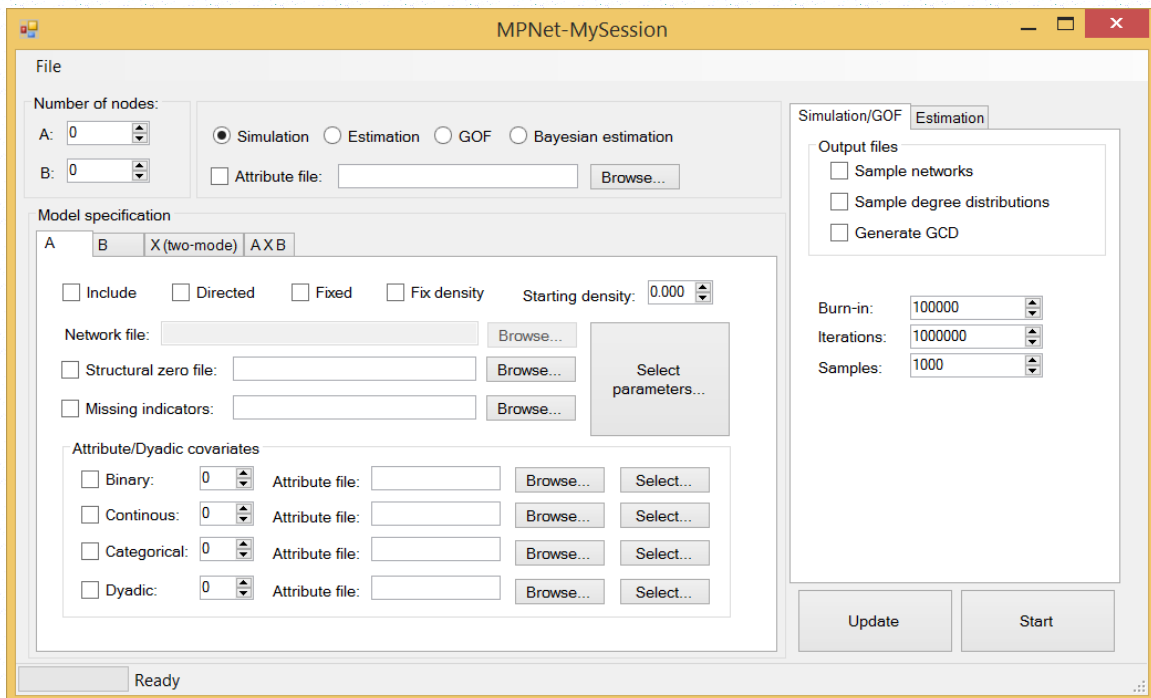 MPNet-MySession
File
Number of nodes:
A: 0
B: 0
Simulation Estimation GOF Bayesian estimation
Attribute file: Browse...
Model specification
A B X (two-mode) A X B
Include Directed Fixed Fix density Starting density: 0.000
Network file: Browse...
Structural zero file: Browse...
Missing indicators: Browse...
Select
parameters...
Attribute/Dyadic covariates
Binary: 0 Attribute file: Browse... Select...
Continous: 0 Attribute file: Browse... Select...
Categorical: 0 Attribute file: Browse... Select...
Dyadic: 0 Attribute file: Browse... Select...
Simulation/GOF Estimation
Output files
Sample networks
Sample degree distributions
Generate GCD
Burn-in: 100000
Iterations: 1000000
Samples: 1000
Update Start
Ready